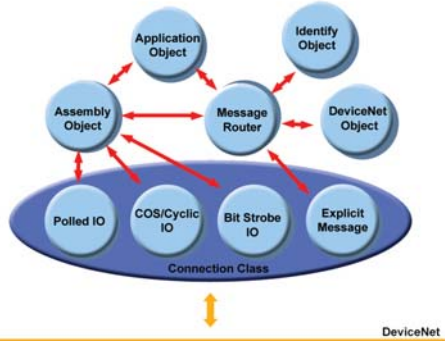 Application
Object
Identify
Object
Assembly
Object
Message
Router
DeviceNet
Object
Polled IO
COS/Cyclic
IO
Bit Strobe
IO
Explicit
Message
Connection Class
DeviceNet